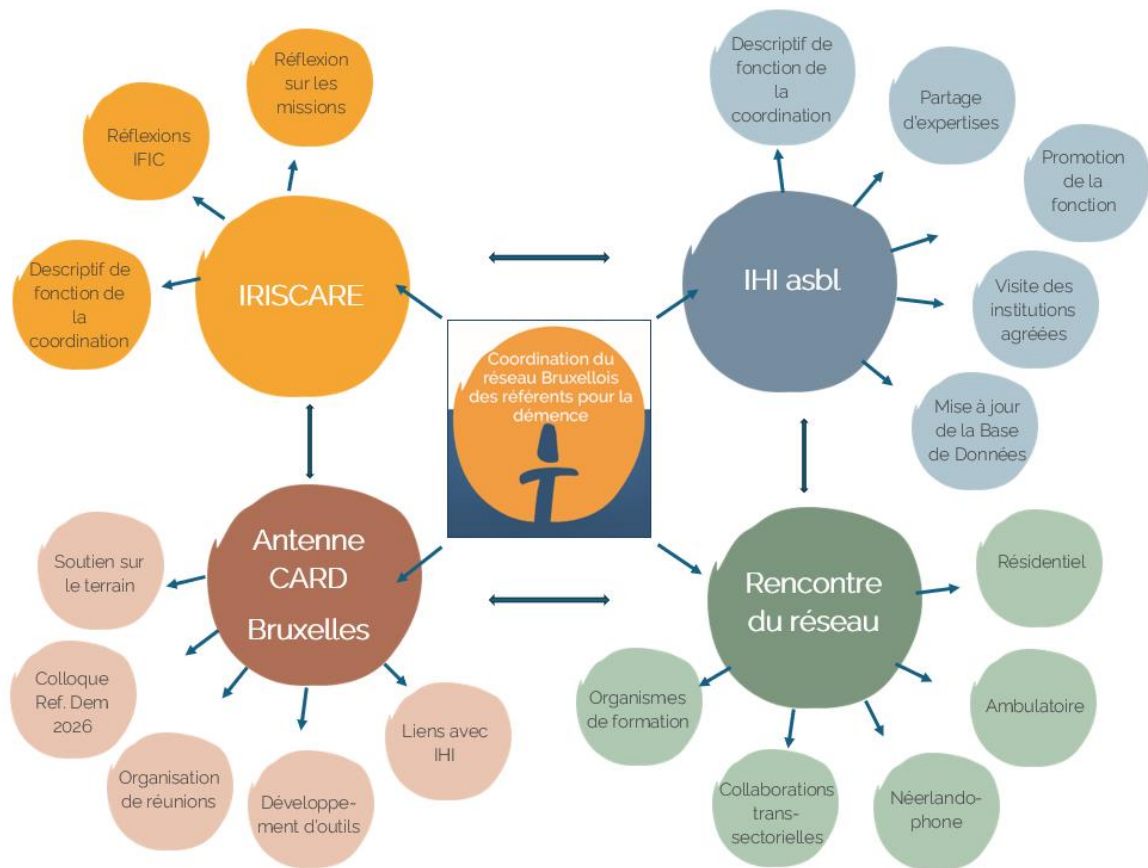 Réflexion
sur les
missions
Réflexions
IFIC
Descriptif de
fonction de
la
coordination
IRISCARE
Descriptif de
fonction de
la
coordination
Partage
d'expertises
Promotion
de la
fonction
IHI asbl
Visite des
institutions
agréées
Mise à jour
de la Base
de Données
Coordination du
réseau Bruxellois
des référents pour la
démence
Antenne
CARD
Bruxelles
Soutien sur
le terrain
Colloque
Ref. Dem
2026
Organisation
de réunions
Développe-
ment d'outils
Liens avec
IHI
Rencontre
du réseau
Résidentiel
Ambulatoire
Néerlando-
phone
Collaborations
trans-
sectorielles
Organismes
de formation